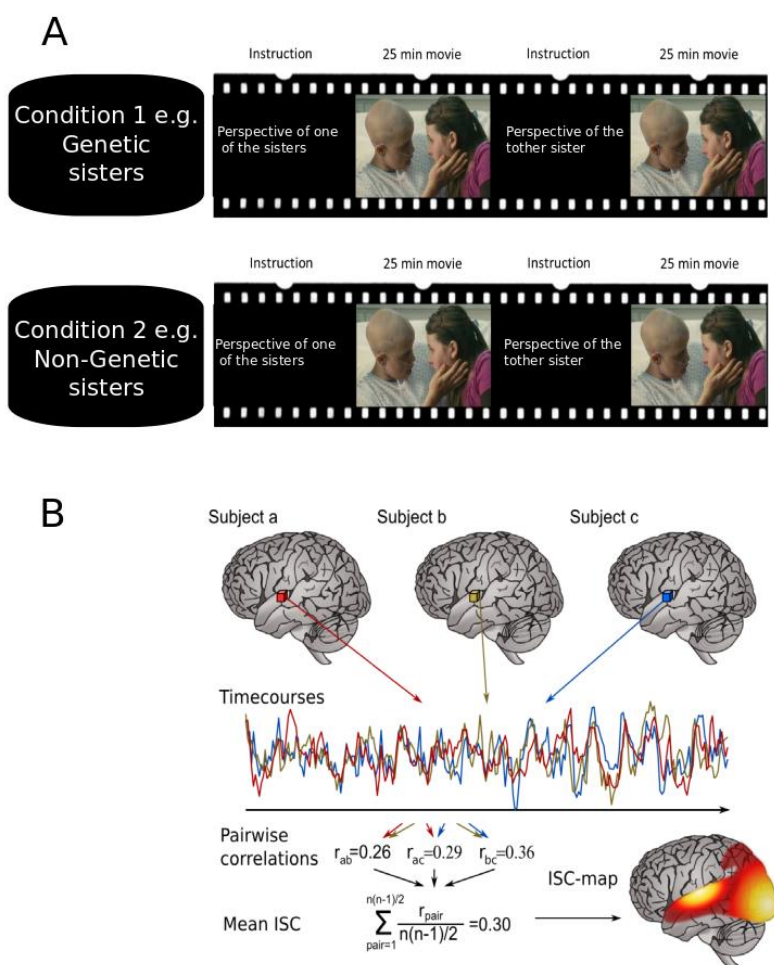 A
Instruction 25 min movie Instruction 25 min movie
Condition 1 e.g.
Genetic
sisters
Perspective of one
of the sisters
Perspective of the
tother sister
Instruction 25 min movie Instruction 25 min movie
Condition 2 e.g.
Non-Genetic
sisters
Perspective of one
of the sisters
Perspective of the
tother sister
B
Subject a Subject b Subject c
Timecourses
Pairwise
correlations
r_ab=0.26 r_ac=0.29 r_bc=0.36
ISC-map
Mean ISC
n(n-1)/2
∑ r_pair / n(n-1)/2 =0.30
pair=1